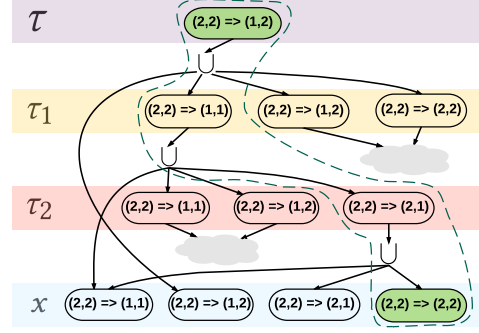 τ (2,2) => (1,2)
∪
τ₁ (2,2) => (1,1) (2,2) => (1,2) (2,2) => (2,2)
∪
τ₂ (2,2) => (1,1) (2,2) => (1,2) (2,2) => (2,1)
∪
x (2,2) => (1,1) (2,2) => (1,2) (2,2) => (2,1) (2,2) => (2,2)